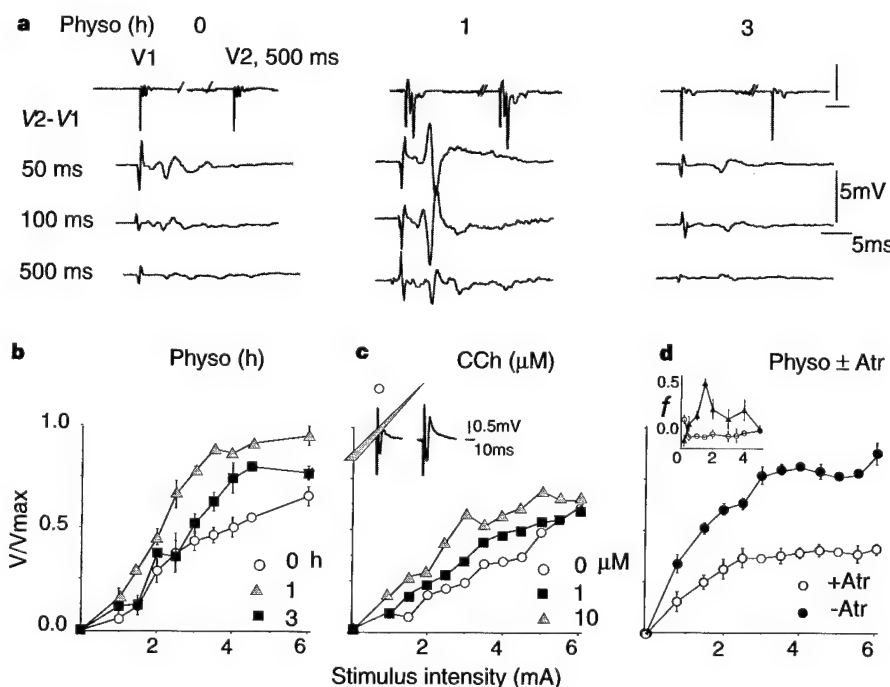 a Physo (h) 0 1 3
V1 V2, 500 ms
V2-V1
50 ms
100 ms
500 ms
5mV
5ms
b Physo (h)
c CCh (μM)
d Physo ± Atr
1.0
0.5
0.0
V/Vmax
2 4 6
0 h
1
3
0.5mV
10ms
2 4 6
0 μM
1
10
0.5
f
0.0
0 2 4
2 4 6
+Atr
-Atr
Stimulus intensity (mA)